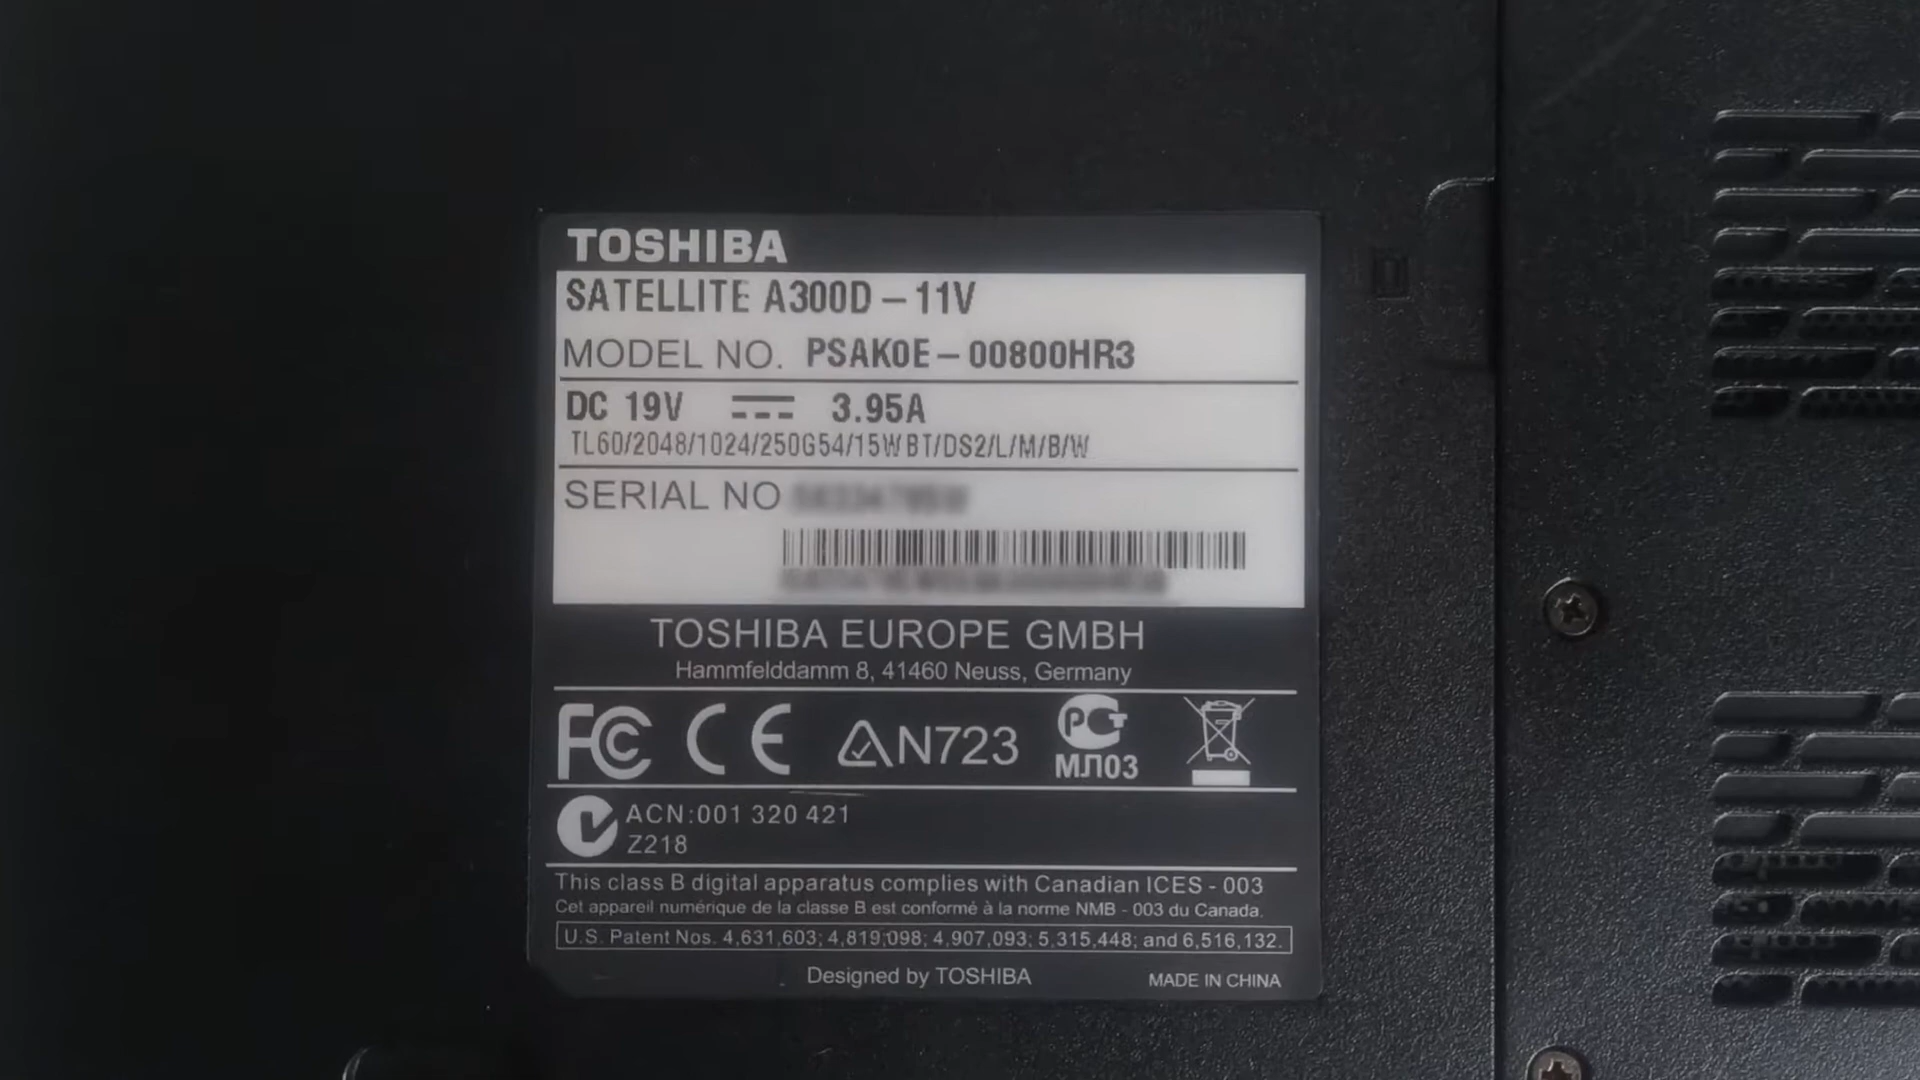 TOSHIBA
SATELLITE A300D – 11V
MODEL NO. PSAK0E – 00800HR3
DC 19V 3.95A
TL60/2048/1024/250G54/15W BT/DS2/L/M/B/W
SERIAL NO
TOSHIBA EUROPE GMBH
Hammfelddamm 8, 41460 Neuss, Germany
FC CE N723 РСТ МЛ03
ACN:001 320 421
Z218
This class B digital apparatus complies with Canadian ICES - 003
Cet appareil numérique de la classe B est conformé à la norme NMB - 003 du Canada.
U.S. Patent Nos. 4,631,603; 4,819,098; 4,907,093; 5,315,448; and 6,516,132.
Designed by TOSHIBA MADE IN CHINA